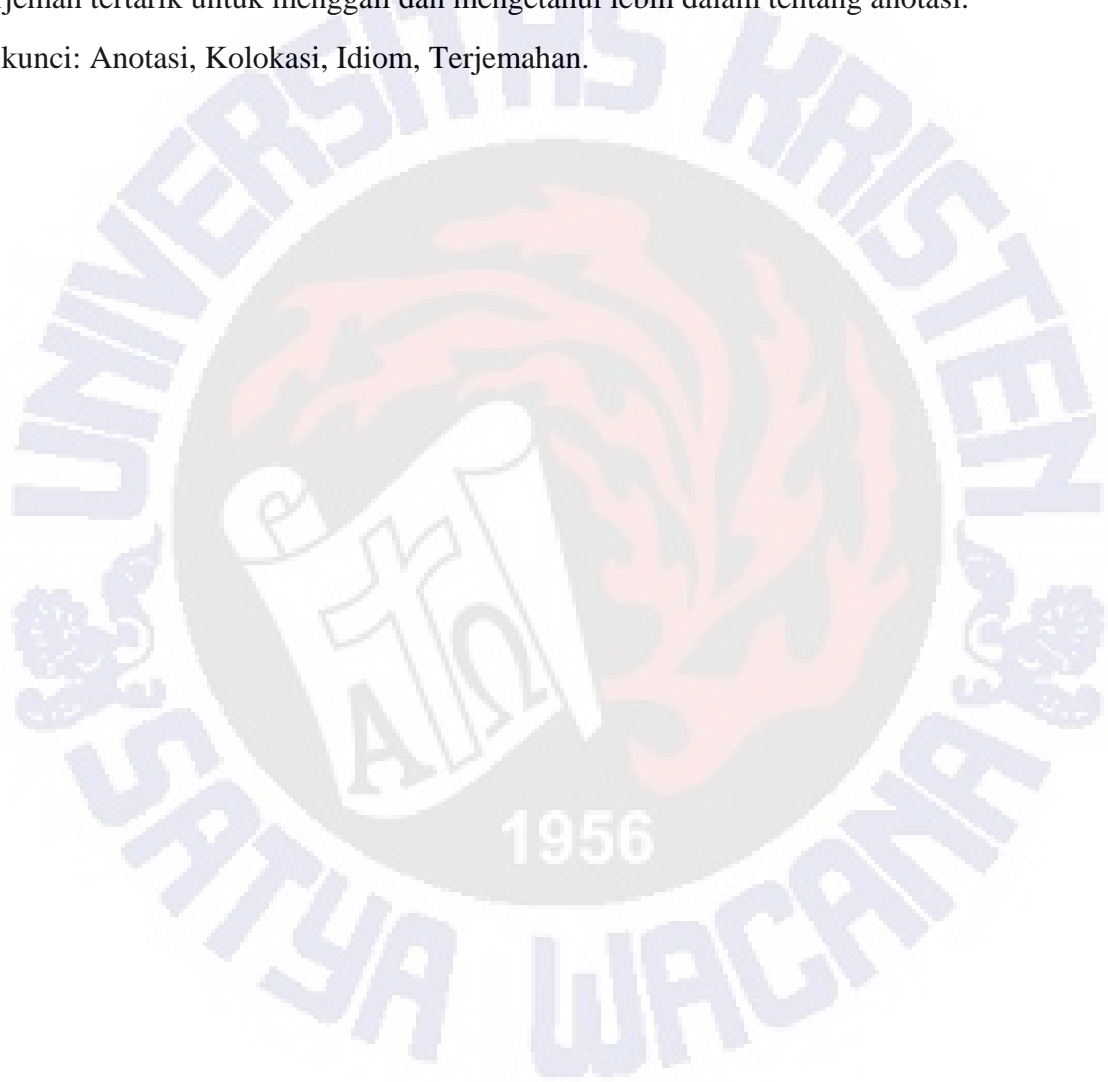 tertarik untuk menggali dan mengetahui lebih dalam tentang anotasi.
kunci: Anotasi, Kolokasi, Idiom, Terjemahan.
UNIVERSITAS KRISTEN
SATYA WACANA
Α Ω
1956